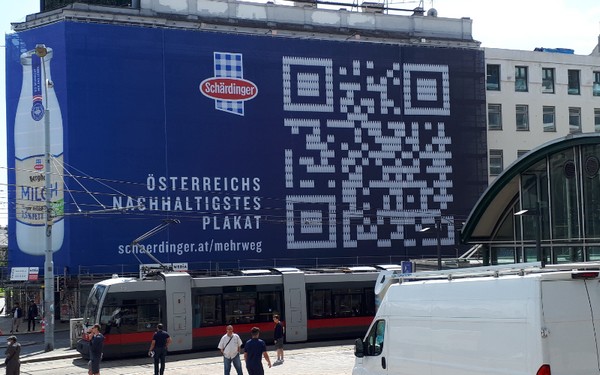 Schärdinger
ÖSTERREICHS
NACHHALTIGSTES
PLAKAT
schaerdinger.at/mehrweg
MILCH